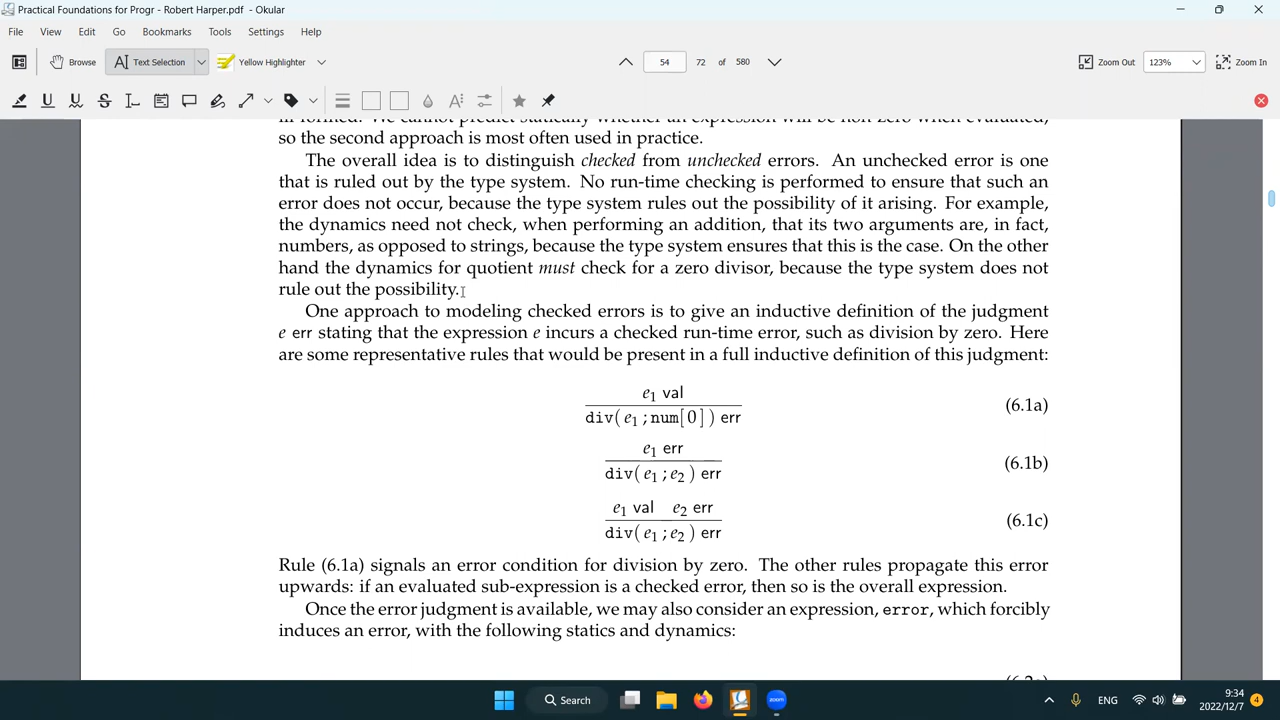 Practical Foundations for Progr - Robert Harper.pdf - Okular
File View Edit Go Bookmarks Tools Settings Help
Browse Text Selection Yellow Highlighter 54 72 of 580 Zoom Out 123% Zoom In
so the second approach is most often used in practice.
The overall idea is to distinguish checked from unchecked errors. An unchecked error is one
that is ruled out by the type system. No run-time checking is performed to ensure that such an
error does not occur, because the type system rules out the possibility of it arising. For example,
the dynamics need not check, when performing an addition, that its two arguments are, in fact,
numbers, as opposed to strings, because the type system ensures that this is the case. On the other
hand the dynamics for quotient must check for a zero divisor, because the type system does not
rule out the possibility.
One approach to modeling checked errors is to give an inductive definition of the judgment
e err stating that the expression e incurs a checked run-time error, such as division by zero. Here
are some representative rules that would be present in a full inductive definition of this judgment:
e1 val
div(e1;num[0]) err (6.1a)
e1 err
div(e1;e2) err (6.1b)
e1 val e2 err
div(e1;e2) err (6.1c)
Rule (6.1a) signals an error condition for division by zero. The other rules propagate this error
upwards: if an evaluated sub-expression is a checked error, then so is the overall expression.
Once the error judgment is available, we may also consider an expression, error, which forcibly
induces an error, with the following statics and dynamics:
Search ENG 9:34
2022/12/7 4
zoom